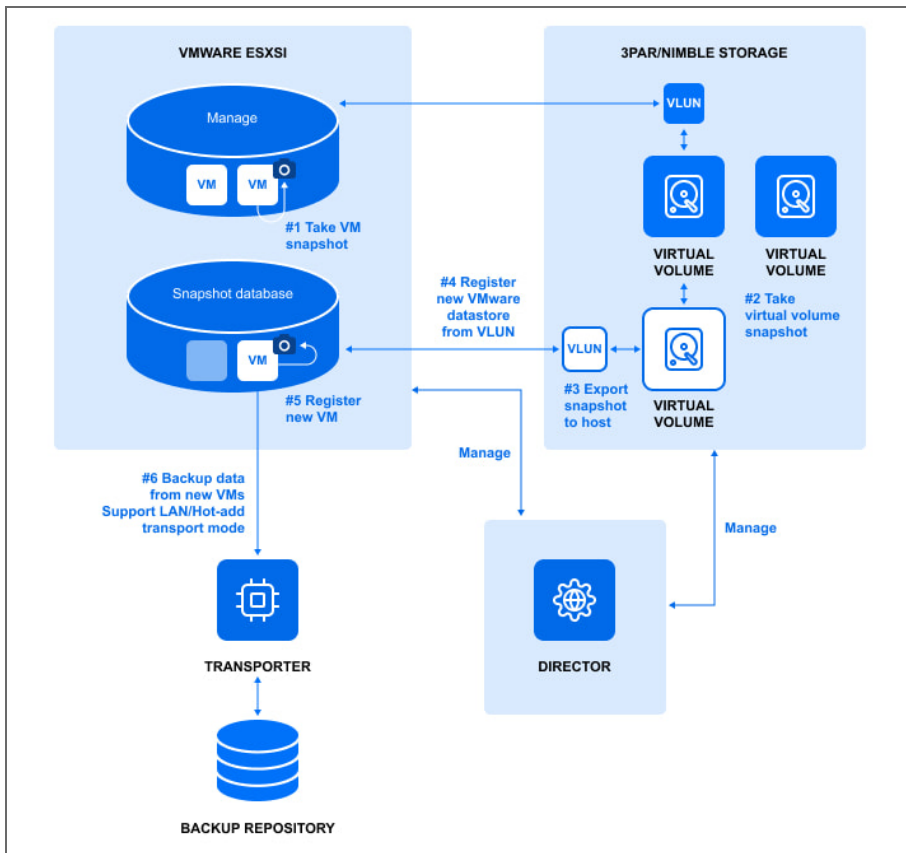 VMWARE ESXSI
Manage
VM
VM
#1 Take VM
snapshot
Snapshot database
VM
#5 Register
new VM
#4 Register
new VMware
datastore
from VLUN
3PAR/NIMBLE STORAGE
VLUN
VIRTUAL
VOLUME
VIRTUAL
VOLUME
#2 Take
virtual volume
snapshot
VLUN
#3 Export
snapshot
to host
VIRTUAL
VOLUME
#6 Backup data
from new VMs
Support LAN/Hot-add
transport mode
Manage
Manage
TRANSPORTER
DIRECTOR
BACKUP REPOSITORY